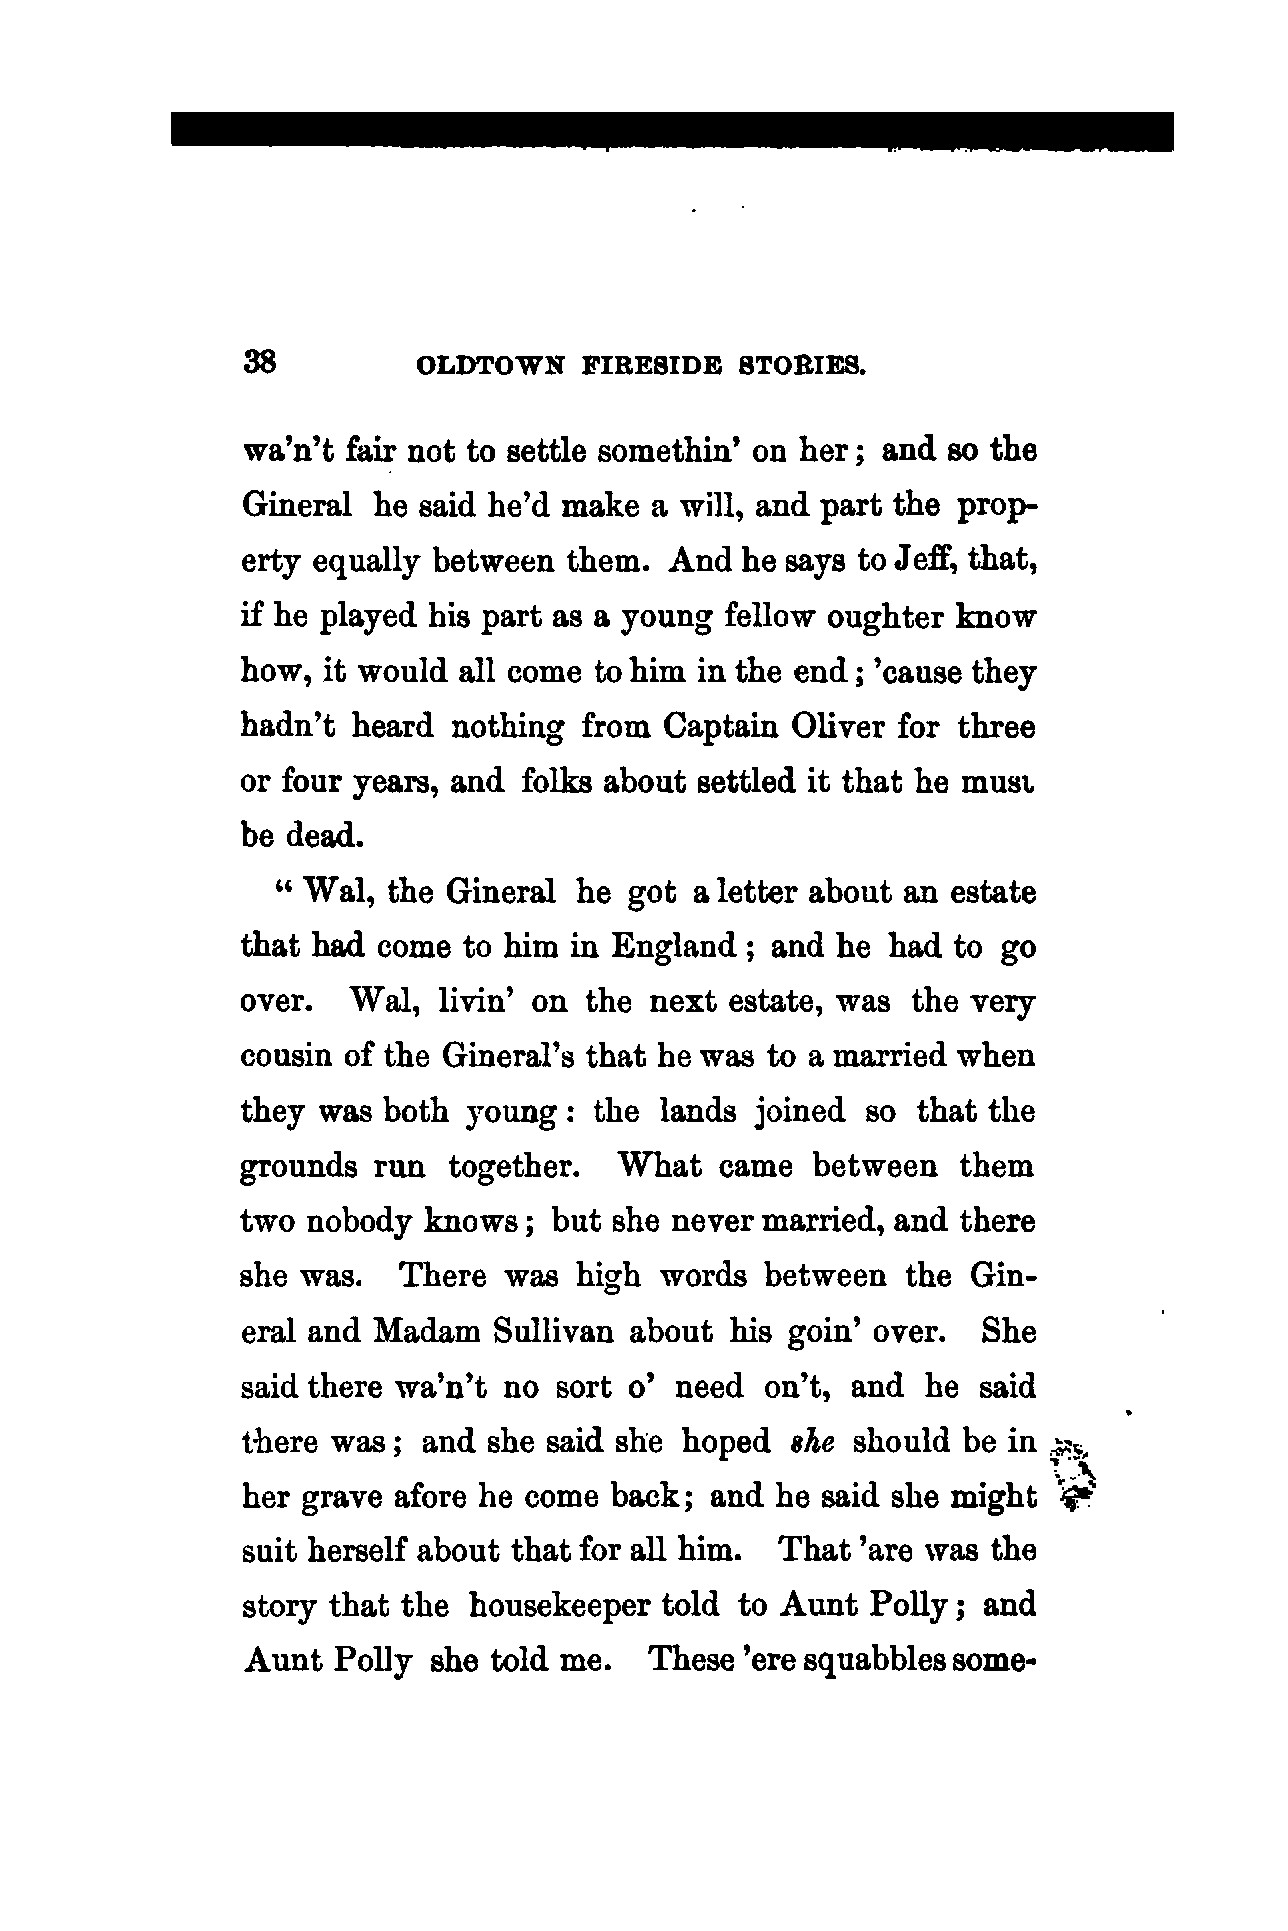 38 OLDTOWN FIRESIDE STORIES.
wa'n't fair not to settle somethin' on her; and so the
Gineral he said he'd make a will, and part the prop-
erty equally between them. And he says to Jeff, that,
if he played his part as a young fellow oughter know
how, it would all come to him in the end; 'cause they
hadn't heard nothing from Captain Oliver for three
or four years, and folks about settled it that he must
be dead.
" Wal, the Gineral he got a letter about an estate
that had come to him in England; and he had to go
over. Wal, livin' on the next estate, was the very
cousin of the Gineral's that he was to a married when
they was both young: the lands joined so that the
grounds run together. What came between them
two nobody knows; but she never married, and there
she was. There was high words between the Gin-
eral and Madam Sullivan about his goin' over. She
said there wa'n't no sort o' need on't, and he said
there was; and she said she hoped she should be in
her grave afore he come back; and he said she might
suit herself about that for all him. That 'are was the
story that the housekeeper told to Aunt Polly; and
Aunt Polly she told me. These 'ere squabbles some-